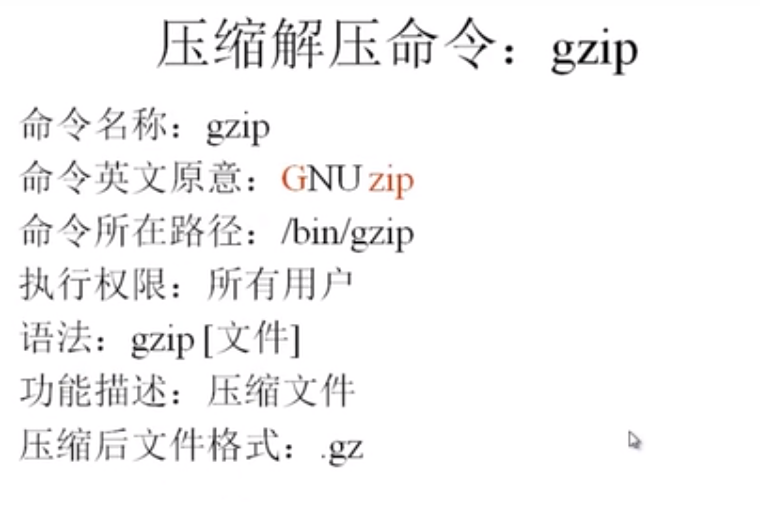 压缩解压命令：gzip
命令名称：gzip
命令英文原意：GNU zip
命令所在路径：/bin/gzip
执行权限：所有用户
语法：gzip [文件]
功能描述：压缩文件
压缩后文件格式：.gz